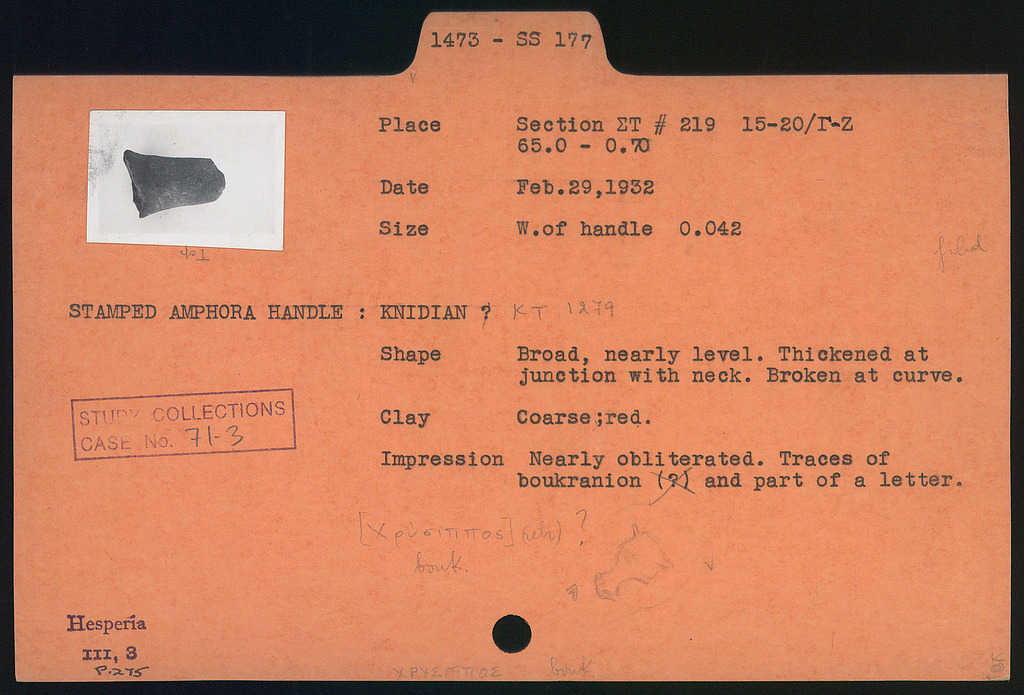 1473 - SS 177
Place Section ΣΤ # 219 15-20/Γ-Ζ
65.0 - 0.70
Date Feb.29,1932
Size W.of handle 0.042
Top
filed
STAMPED AMPHORA HANDLE : KNIDIAN ? KT 1279
Shape Broad, nearly level. Thickened at
junction with neck. Broken at curve.
STUDY COLLECTIONS
CASE No. 71-3
Clay Coarse;red.
Impression Nearly obliterated. Traces of
boukranion (?) and part of a letter.
[Χρύσιππος] (retr) ?
bouk.
Hesperia
III, 3
P.275
ΧΡΥΣΙΠΠΟΣ bouk